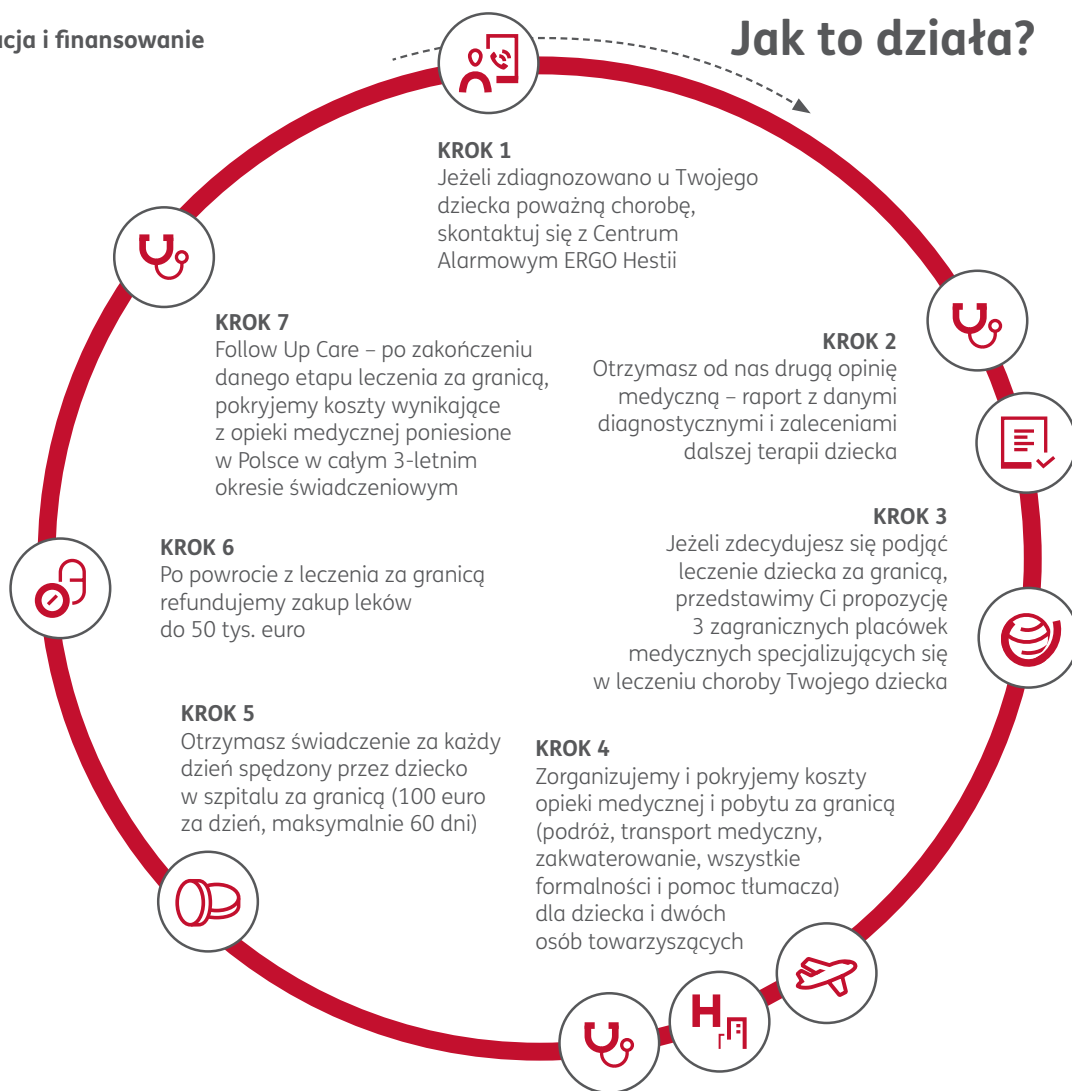 i finansowanie
Jak to działa?
KROK 1
Jeżeli zdiagnozowano u Twojego
dziecka poważną chorobę,
skontaktuj się z Centrum
Alarmowym ERGO Hestii
KROK 2
Otrzymasz od nas drugą opinię
medyczną – raport z danymi
diagnostycznymi i zaleceniami
dalszej terapii dziecka
KROK 3
Jeżeli zdecydujesz się podjąć
leczenie dziecka za granicą,
przedstawimy Ci propozycję
3 zagranicznych placówek
medycznych specjalizujących się
w leczeniu choroby Twojego dziecka
KROK 4
Zorganizujemy i pokryjemy koszty
opieki medycznej i pobytu za granicą
(podróż, transport medyczny,
zakwaterowanie, wszystkie
formalności i pomoc tłumacza)
dla dziecka i dwóch
osób towarzyszących
KROK 5
Otrzymasz świadczenie za każdy
dzień spędzony przez dziecko
w szpitalu za granicą (100 euro
za dzień, maksymalnie 60 dni)
KROK 6
Po powrocie z leczenia za granicą
refundujemy zakup leków
do 50 tys. euro
KROK 7
Follow Up Care – po zakończeniu
danego etapu leczenia za granicą,
pokryjemy koszty wynikające
z opieki medycznej poniesione
w Polsce w całym 3-letnim
okresie świadczeniowym
H